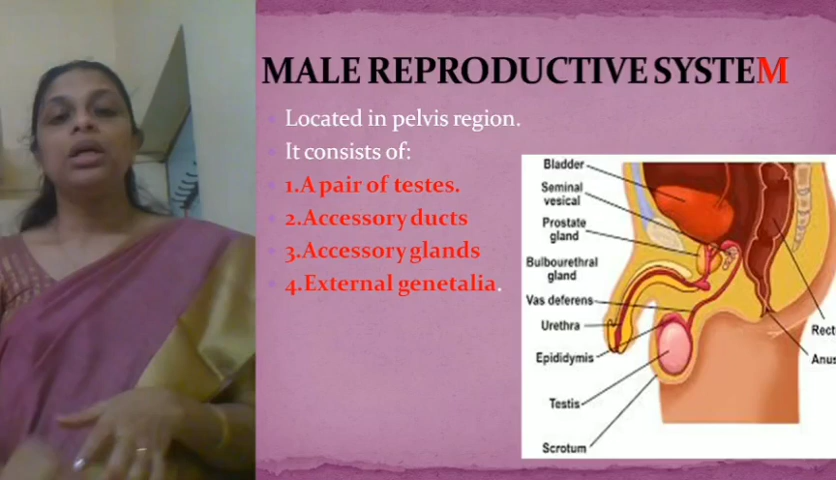 MALE REPRODUCTIVE SYSTEM
Located in pelvis region.
It consists of:
1.A pair of testes.
2.Accessory ducts
3.Accessory glands
4.External genetalia.
Bladder
Seminal
vesical
Prostate
gland
Bulbourethral
gland
Vas deferens
Urethra
Epididymis
Testis
Scrotum
Rect
Anus